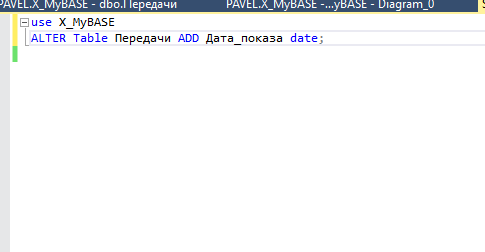 PAVEL.X_MyBASE - dbo.Передачи PAVEL.X_MyBASE -...yBASE - Diagram_0
use X_MyBASE
ALTER Table Передачи ADD Дата_показа date;